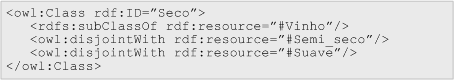 <owl:Class rdf:ID=”Seco”>
<rdfs:subClassOf rdf:resource=”#Vinho”/>
<owl:disjointWith rdf:resource=”#Semi_seco”/>
<owl:disjointWith rdf:resource=”#Suave”/>
</owl:Class>